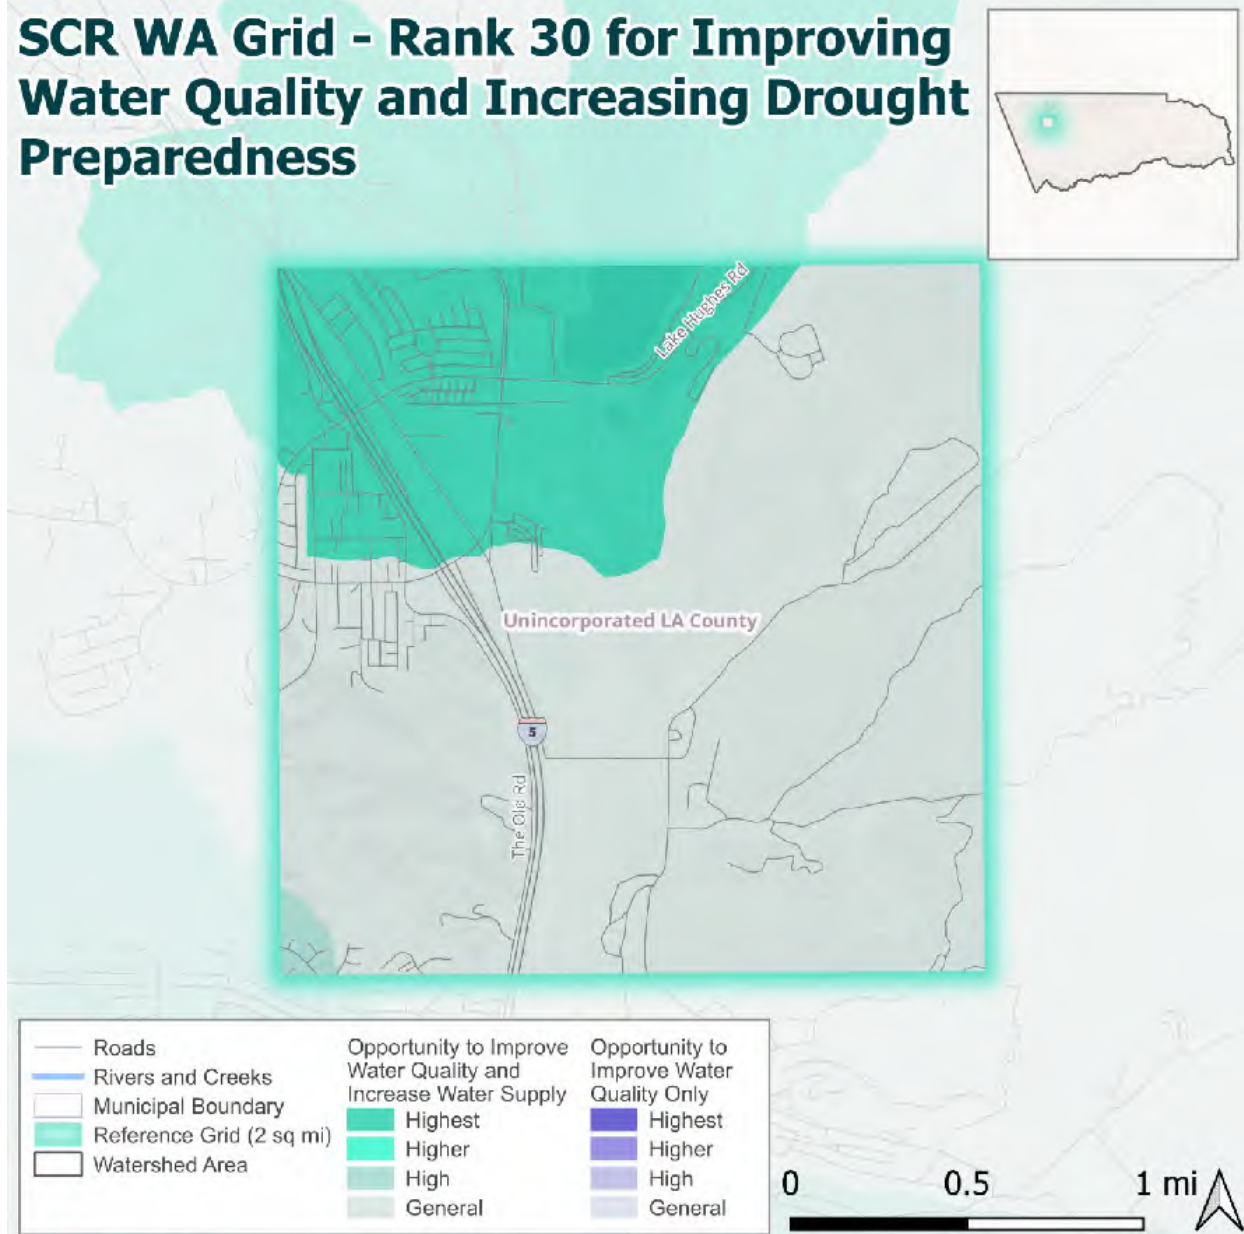 SCR WA Grid - Rank 30 for Improving
Water Quality and Increasing Drought
Preparedness
Lake Hughes Rd
Unincorporated LA County
5
The Old Rd
Roads
Rivers and Creeks
Municipal Boundary
Reference Grid (2 sq mi)
Watershed Area
Opportunity to Improve
Water Quality and
Increase Water Supply
Highest
Higher
High
General
Opportunity to
Improve Water
Quality Only
Highest
Higher
High
General
0 0.5 1 mi